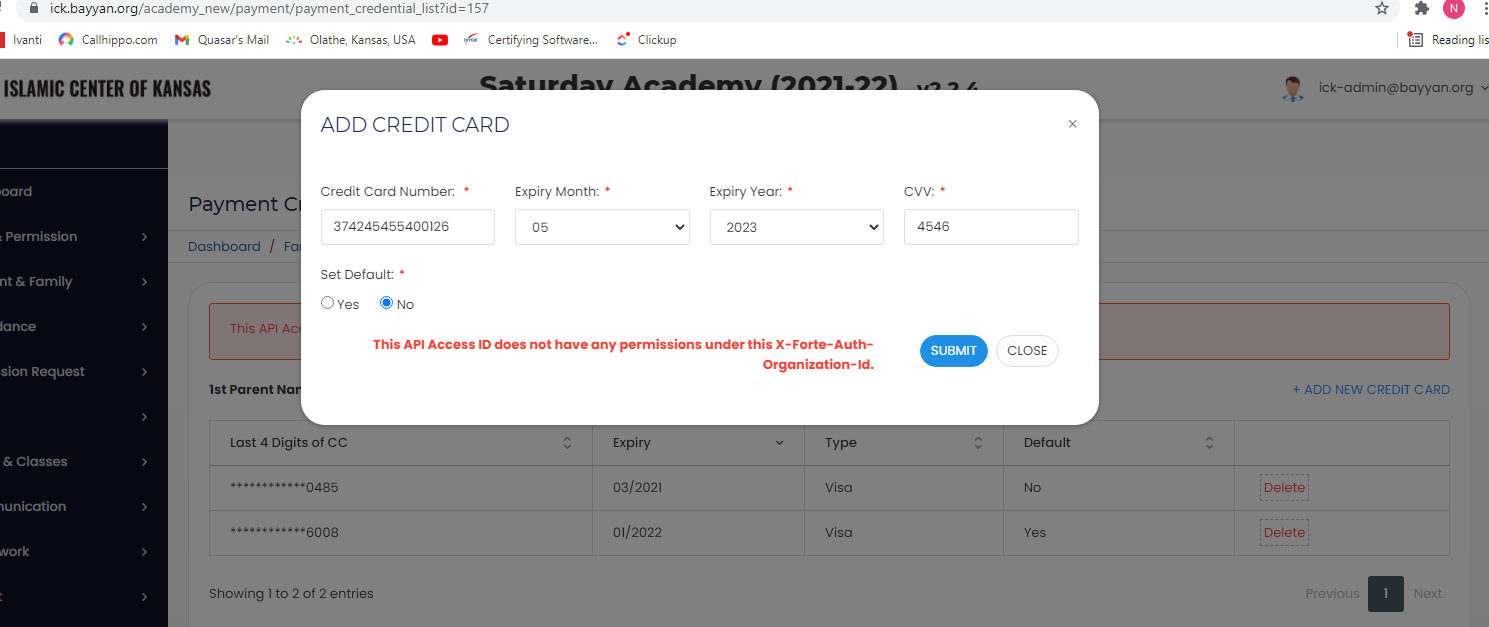 ick.bayyan.org/academy_new/payment/payment_credential_list?id=157
N
Ivanti Callhippo.com Quasar's Mail Olathe, Kansas, USA Certifying Software... Clickup Reading lis
ISLAMIC CENTER OF KANSAS Saturday Academy (2021-22) v2.2.4 ick-admin@bayyan.org
ADD CREDIT CARD ×
Credit Card Number: * Expiry Month: * Expiry Year: * CVV: *
374245455400126 05 2023 4546
Set Default: *
Yes No
This API Access ID does not have any permissions under this X-Forte-Auth-
Organization-Id.
SUBMIT CLOSE
oard
& Permission
nt & Family
dance
sion Request
& Classes
unication
work
t
Payment Cr
Dashboard / Fa
This API Acc
1st Parent Nan
+ ADD NEW CREDIT CARD
Last 4 Digits of CC Expiry Type Default
************0485 03/2021 Visa No Delete
************6008 01/2022 Visa Yes Delete
Showing 1 to 2 of 2 entries Previous 1 Next